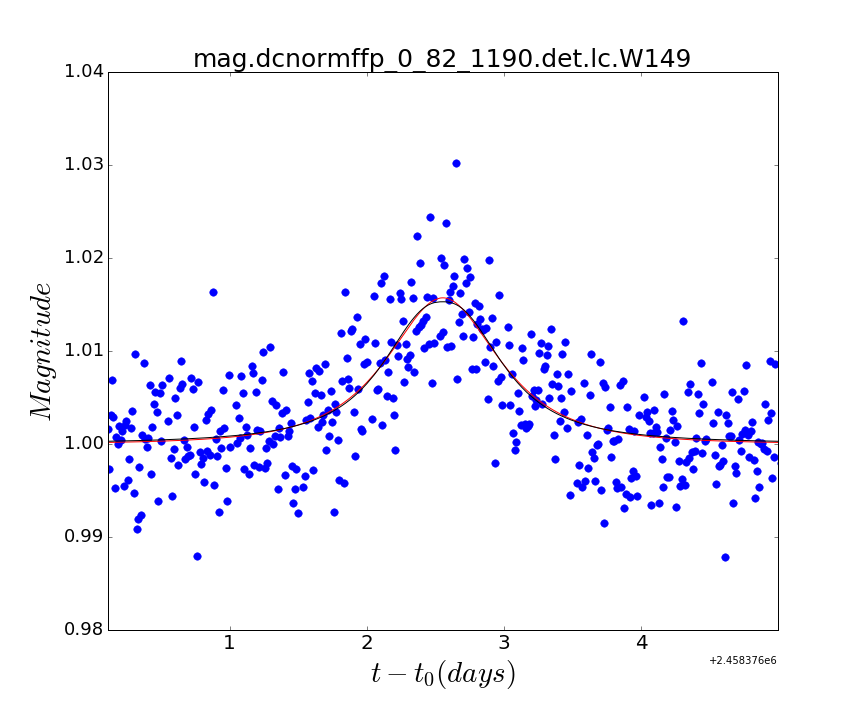 mag.dcnormffp_0_82_1190.det.lc.W149
1.04
1.03
1.02
1.01
1.00
0.99
0.98
Magnitude
1 2 3 4
+2.458376e6
t − t₀(days)